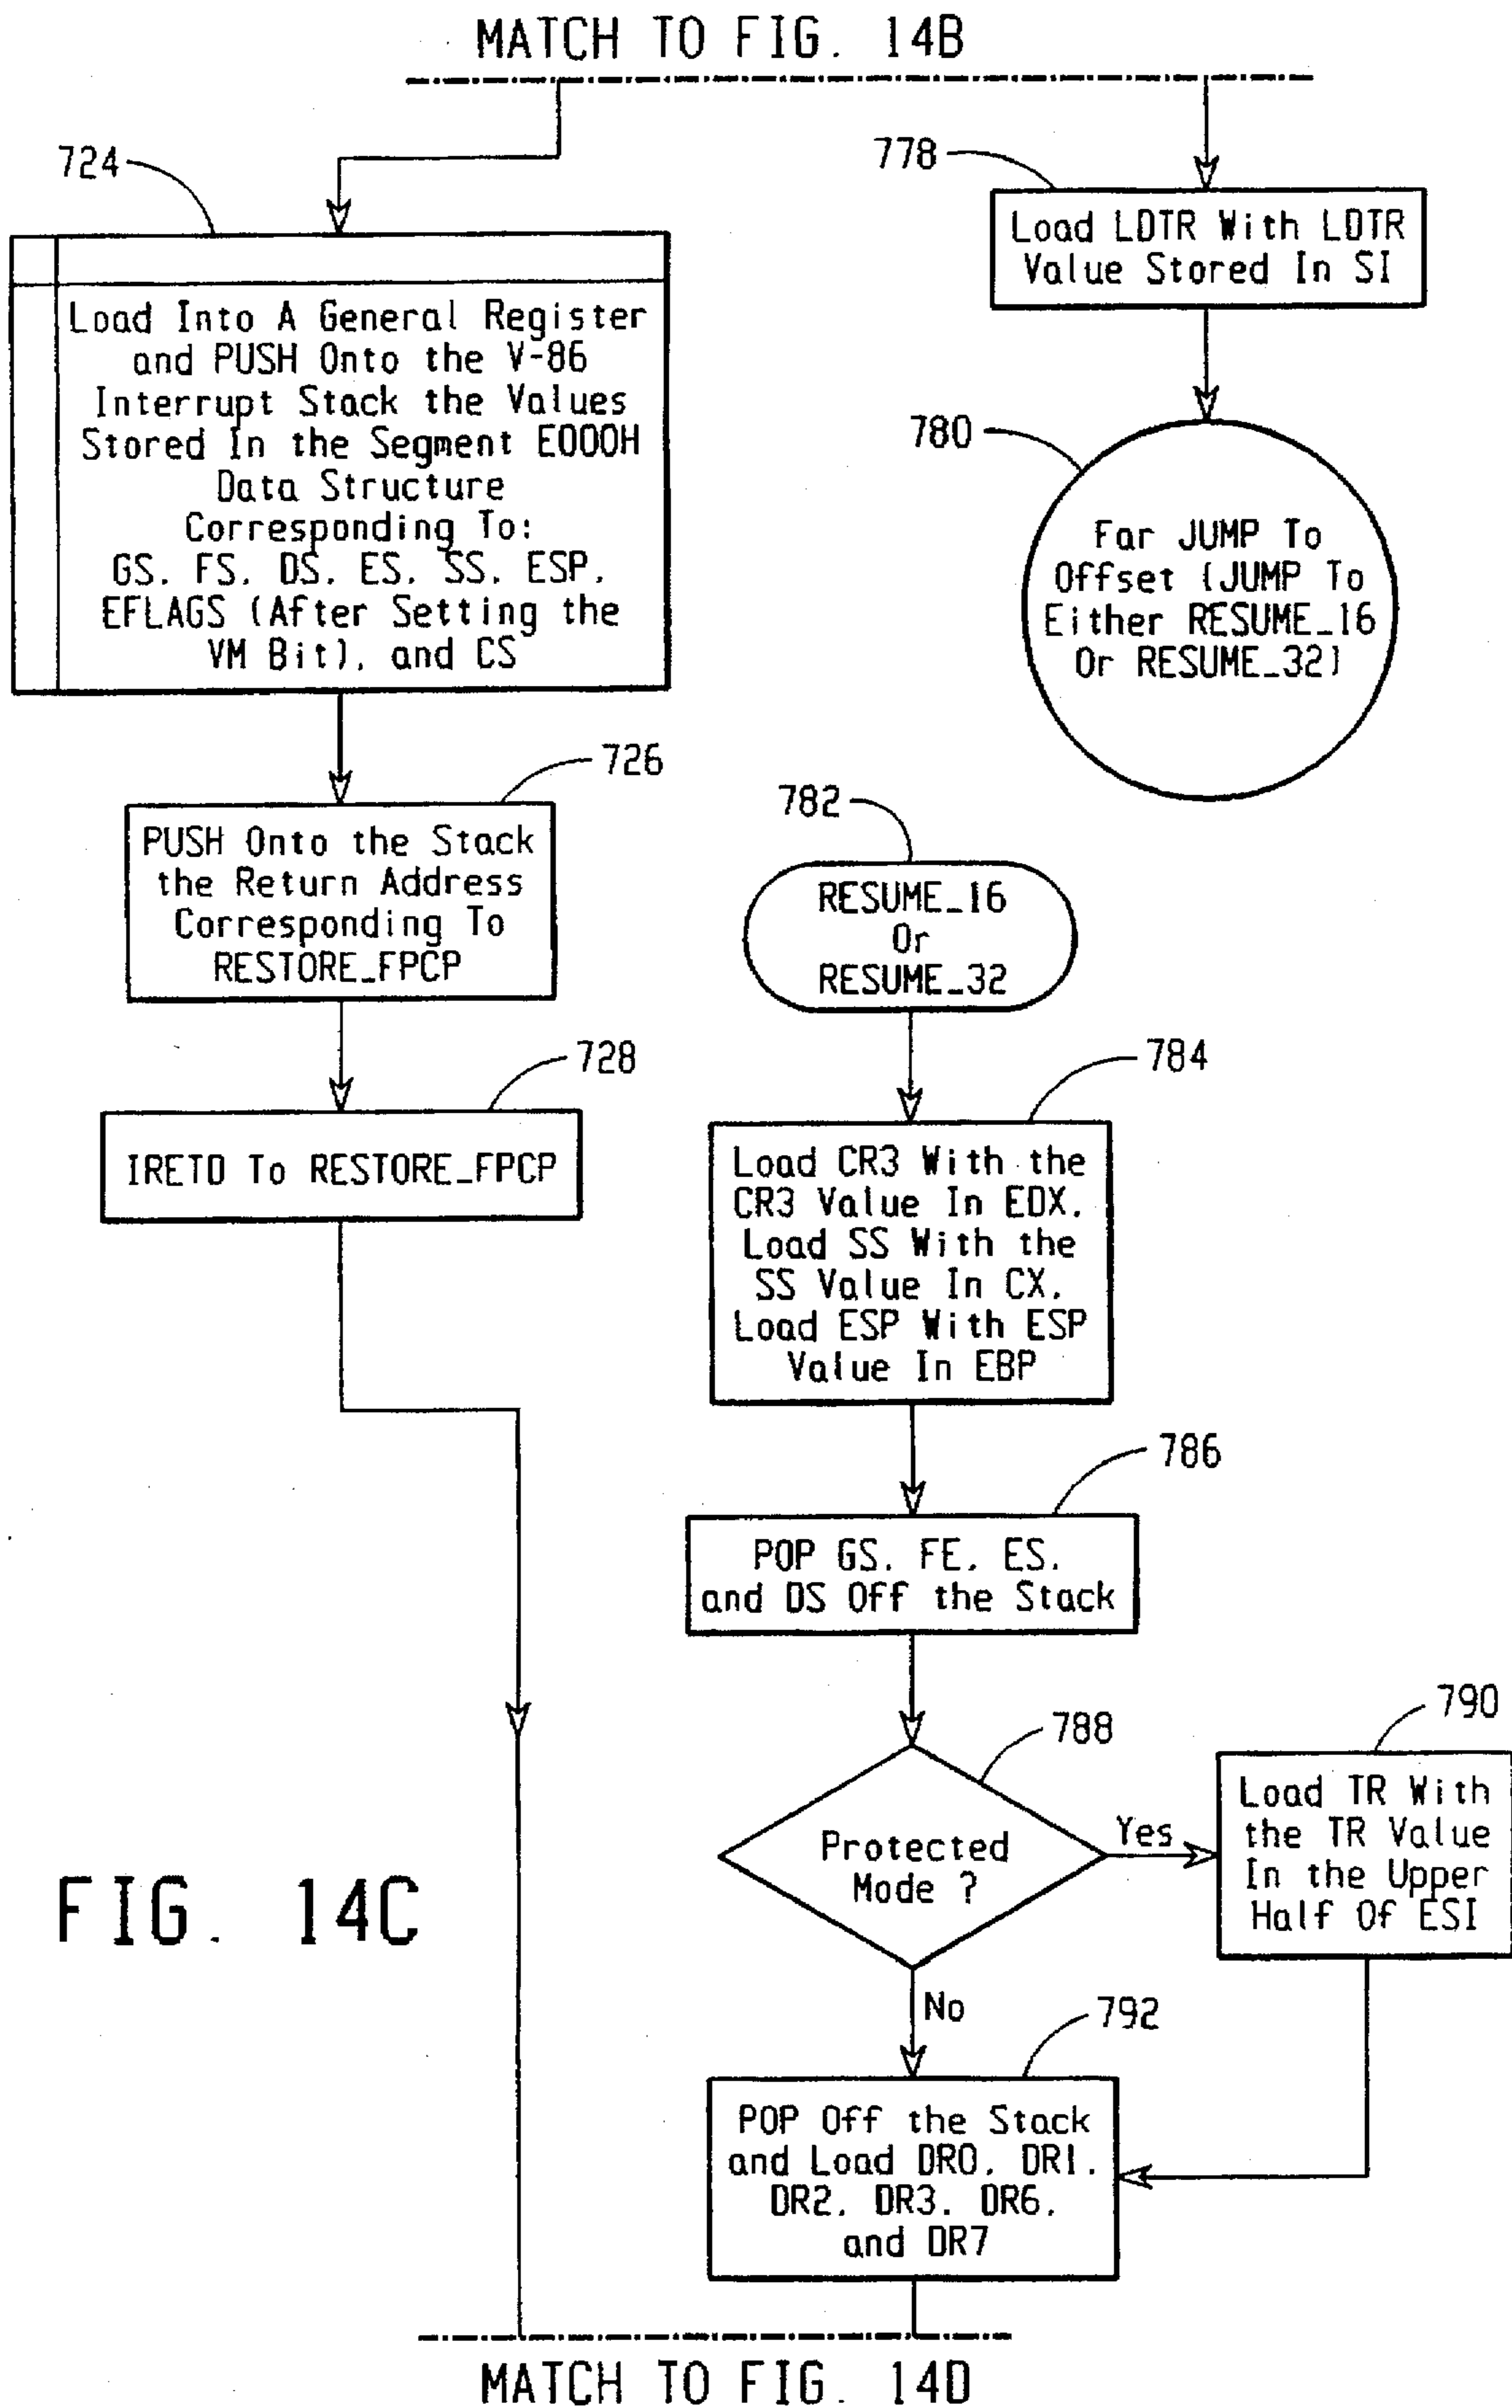 MATCH TO FIG. 14B
724
Load Into A General Register
and PUSH Onto the V-86
Interrupt Stack the Values
Stored In the Segment E000H
Data Structure
Corresponding To:
GS, FS, DS, ES, SS, ESP,
EFLAGS (After Setting the
VM Bit), and CS
778
Load LDTR With LDTR
Value Stored In SI
780
Far JUMP To
Offset (JUMP To
Either RESUME_16
Or RESUME_32)
726
PUSH Onto the Stack
the Return Address
Corresponding To
RESTORE_FPCP
728
IRETD To RESTORE_FPCP
782
RESUME_16
Or
RESUME_32
784
Load CR3 With the
CR3 Value In EDX,
Load SS With the
SS Value In CX,
Load ESP With ESP
Value In EBP
786
POP GS, FE, ES,
and DS Off the Stack
788
Protected
Mode ?
Yes
No
790
Load TR With
the TR Value
In the Upper
Half Of ESI
792
POP Off the Stack
and Load DR0, DR1,
DR2, DR3, DR6,
and DR7
FIG. 14C
MATCH TO FIG. 14D